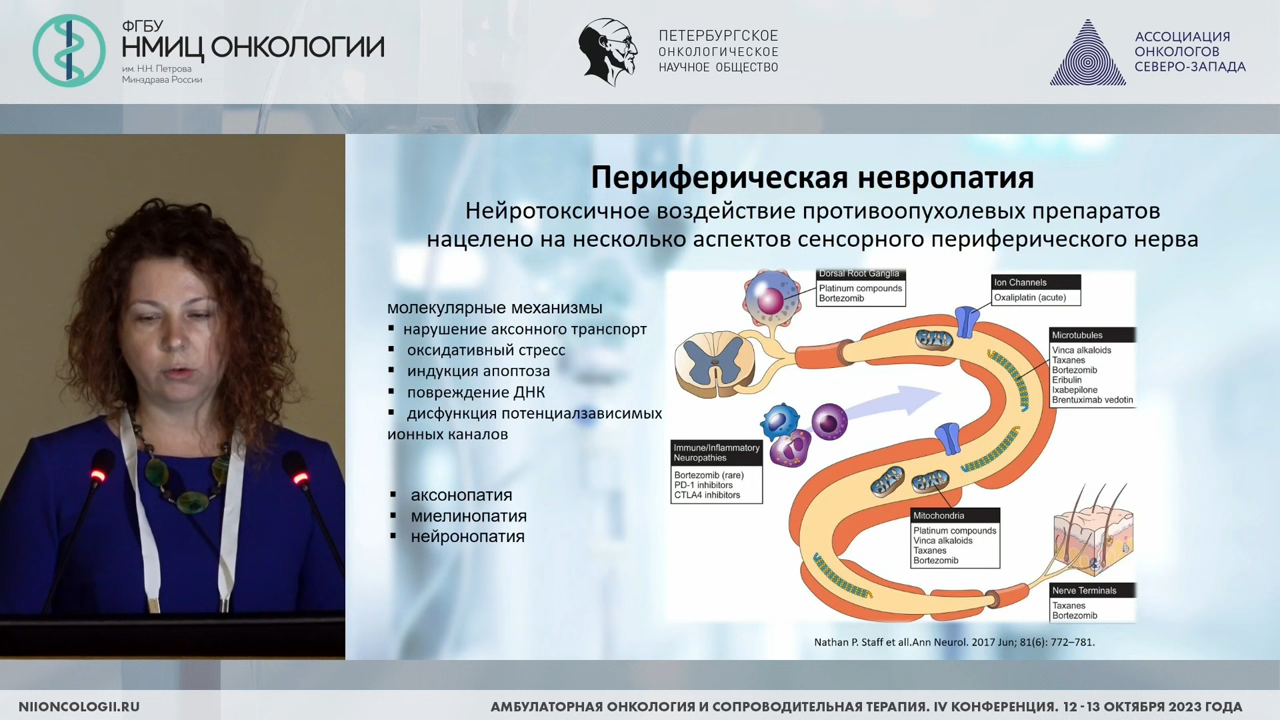 ФГБУ
НМИЦ ОНКОЛОГИИ
им. Н.Н. Петрова
Минздрава России
ПЕТЕРБУРГСКОЕ
ОНКОЛОГИЧЕСКОЕ
НАУЧНОЕ ОБЩЕСТВО
АССОЦИАЦИЯ
ОНКОЛОГОВ
СЕВЕРО-ЗАПАДА
Периферическая невропатия
Нейротоксичное воздействие противоопухолевых препаратов
нацелено на несколько аспектов сенсорного периферического нерва
молекулярные механизмы
▪ нарушение аксонного транспорт
▪ оксидативный стресс
▪ индукция апоптоза
▪ повреждение ДНК
▪ дисфункция потенциалзависимых
ионных каналов
▪ аксонопатия
▪ миелинопатия
▪ нейронопатия
Dorsal Root Ganglia
Platinum compounds
Bortezomib
Ion Channels
Oxaliplatin (acute)
Microtubules
Vinca alkaloids
Taxanes
Bortezomib
Eribulin
Ixabepilone
Brentuximab vedotin
Immune/Inflammatory
Neuropathies
Bortezomib (rare)
PD-1 inhibitors
CTLA4 inhibitors
Mitochondria
Platinum compounds
Vinca alkaloids
Taxanes
Bortezomib
Nerve Terminals
Taxanes
Bortezomib
Nathan P. Staff et all.Ann Neurol. 2017 Jun; 81(6): 772–781.
NIIONCOLOGII.RU
АМБУЛАТОРНАЯ ОНКОЛОГИЯ И СОПРОВОДИТЕЛЬНАЯ ТЕРАПИЯ. IV КОНФЕРЕНЦИЯ. 12 - 13 ОКТЯБРЯ 2023 ГОДА